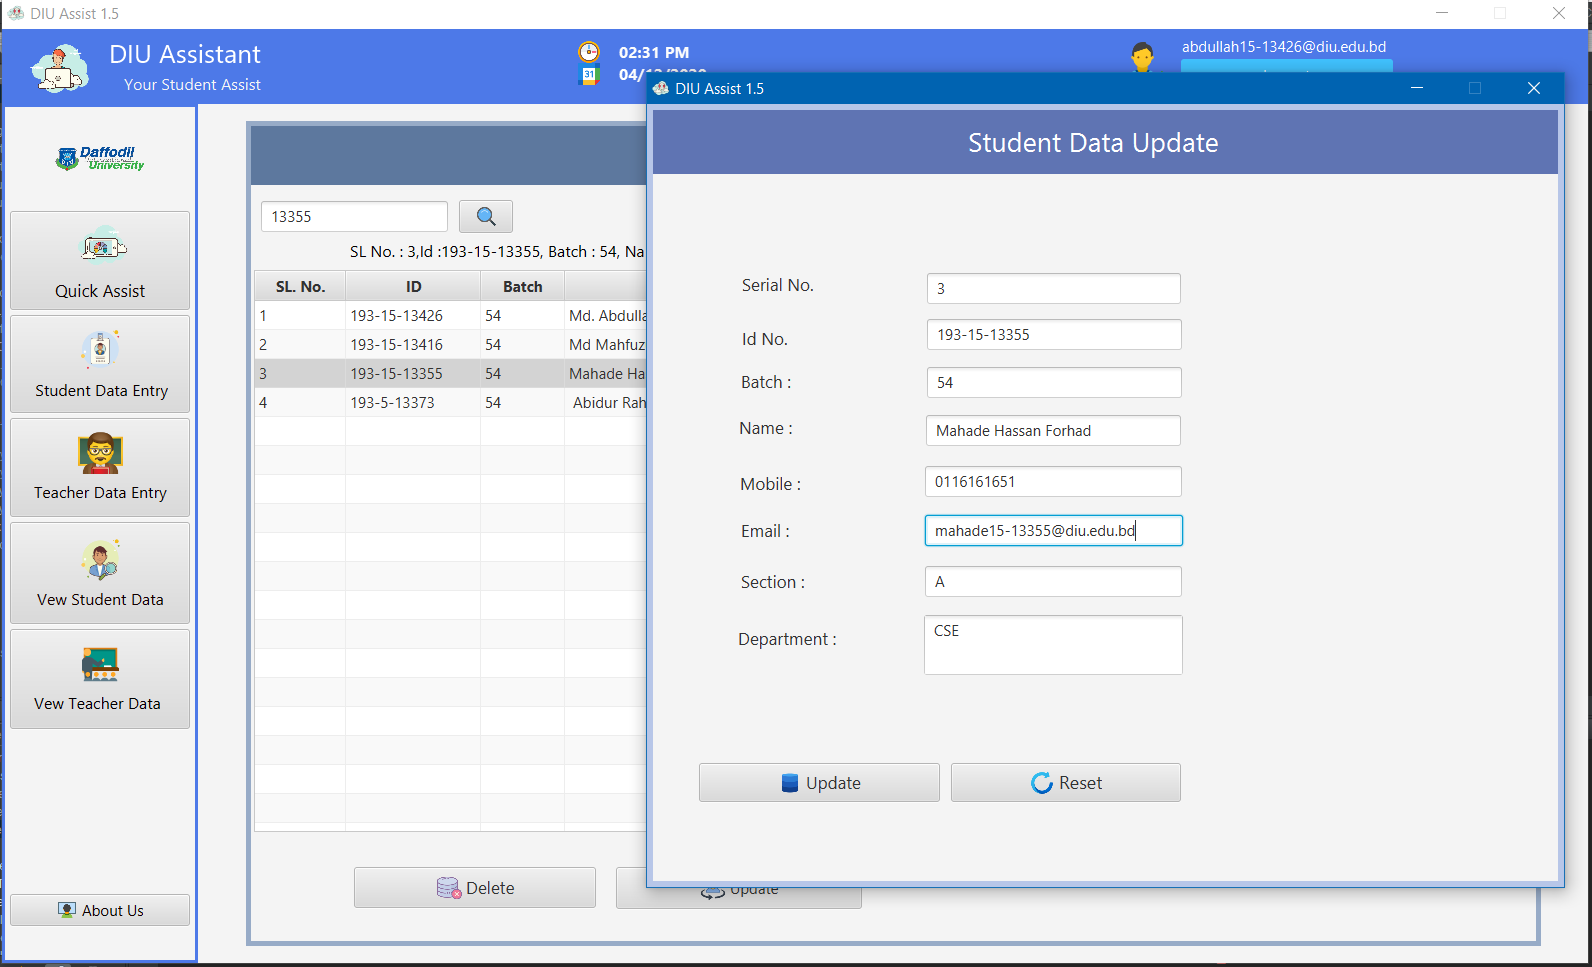 DIU Assist 1.5
DIU Assistant
Your Student Assist
02:31 PM
31
abdullah15-13426@diu.edu.bd
Daffodil
University
Quick Assist
Student Data Entry
Teacher Data Entry
Vew Student Data
Vew Teacher Data
About Us
13355
SL No. : 3,Id :193-15-13355, Batch : 54, Na
SL. No. ID Batch
1 193-15-13426 54 Md. Abdulla
2 193-15-13416 54 Md Mahfuz
3 193-15-13355 54 Mahade Ha
4 193-5-13373 54 Abidur Rah
Delete
Update
DIU Assist 1.5
Student Data Update
Serial No. 3
Id No. 193-15-13355
Batch : 54
Name : Mahade Hassan Forhad
Mobile : 0116161651
Email : mahade15-13355@diu.edu.bd
Section : A
Department : CSE
Update
Reset